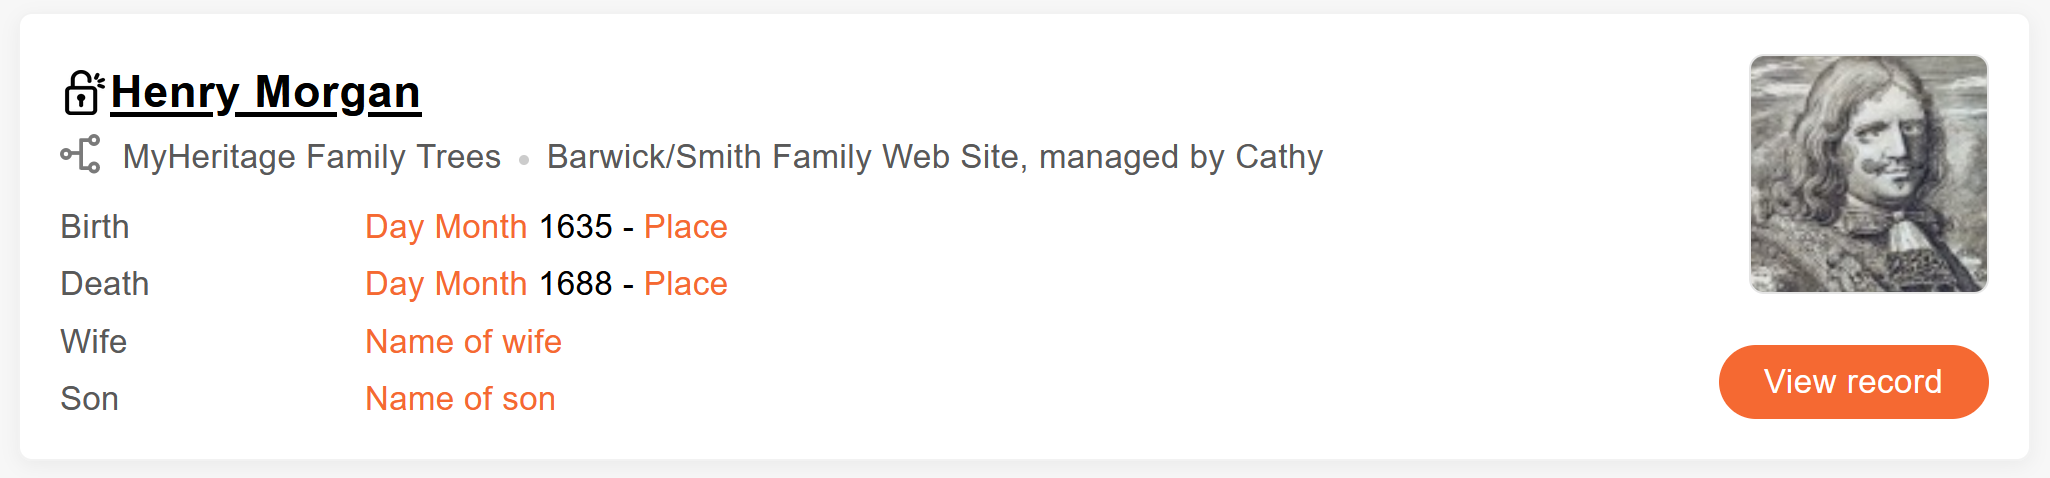 Henry Morgan
MyHeritage Family Trees • Barwick/Smith Family Web Site, managed by Cathy
Birth Day Month 1635 - Place
Death Day Month 1688 - Place
Wife Name of wife
Son Name of son
View record